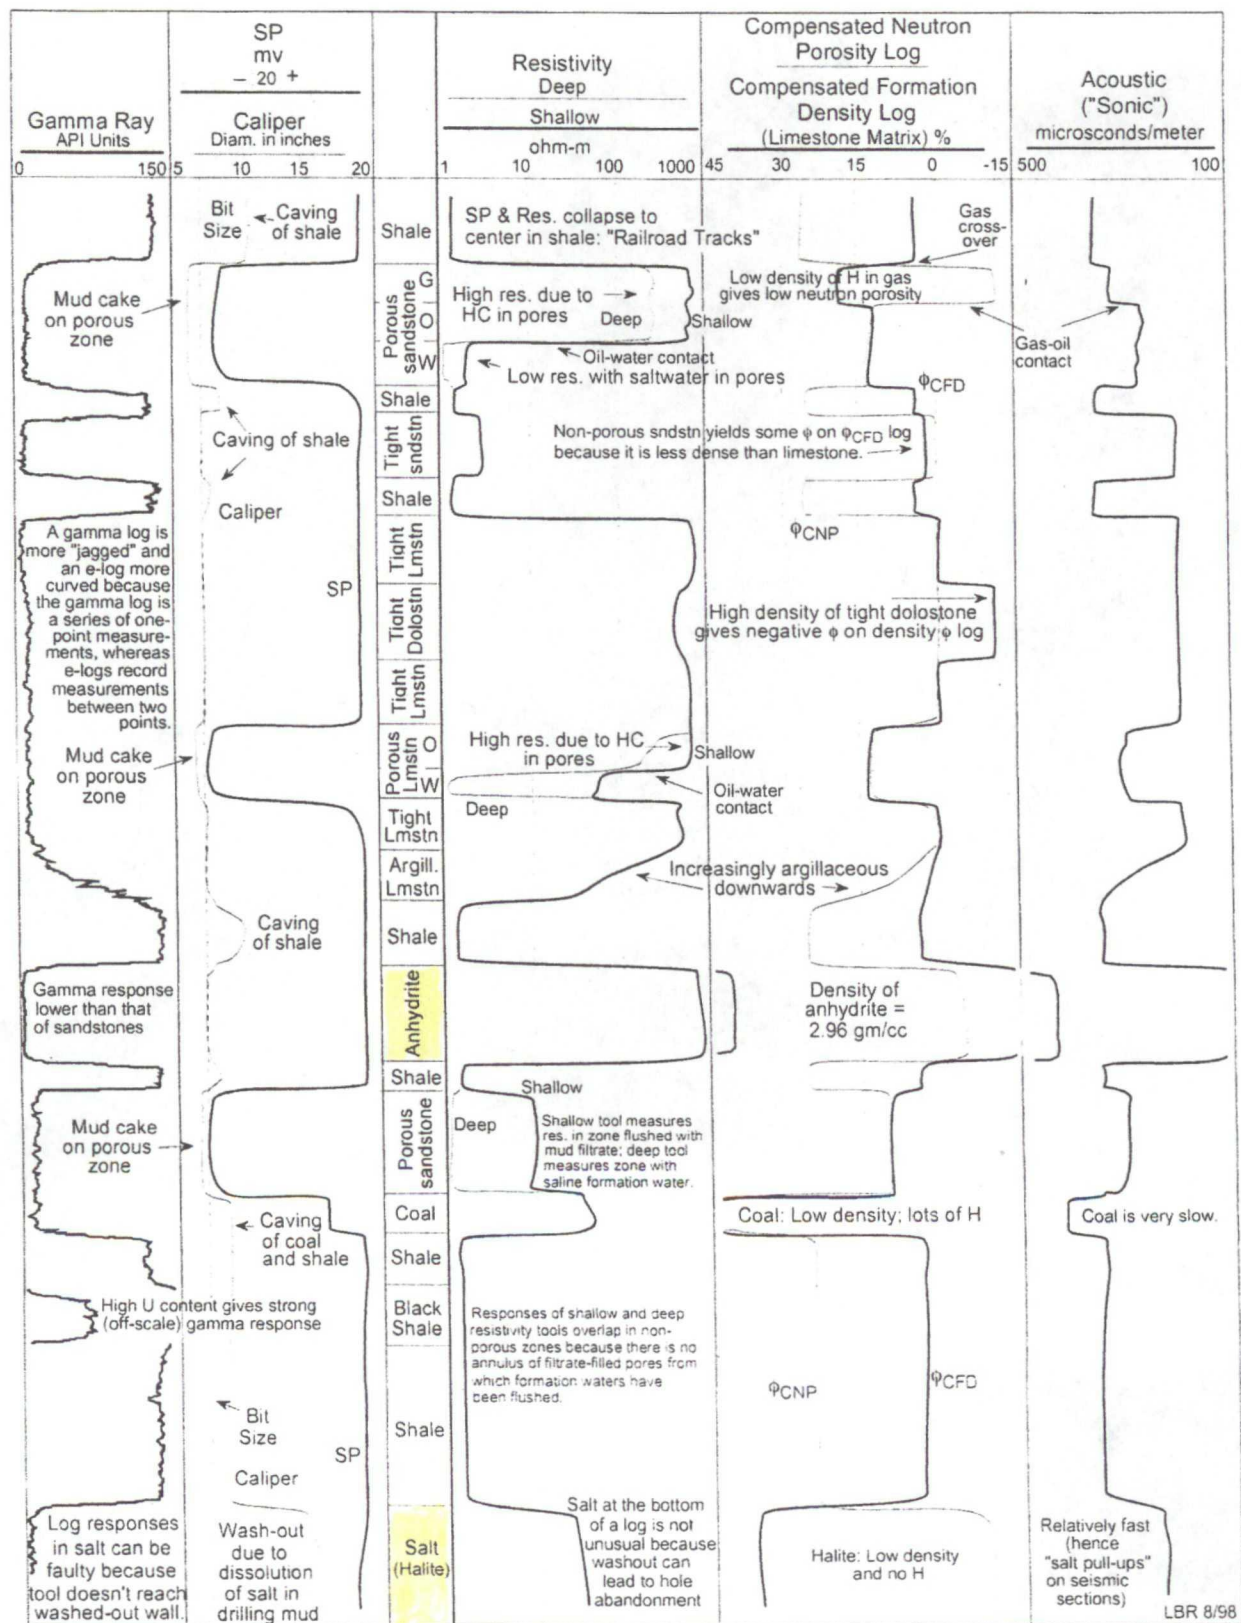 Gamma Ray
API Units
0 150
SP
mv
– 20 +
Caliper
Diam. in inches
5 10 15 20
Resistivity
Deep
Shallow
ohm-m
1 10 100 1000
Compensated Neutron
Porosity Log
Compensated Formation
Density Log
(Limestone Matrix) %
45 30 15 0 -15
Acoustic
("Sonic")
microsconds/meter
500 100
Bit
Size
Caving
of shale
Shale
SP & Res. collapse to
center in shale: "Railroad Tracks"
Gas
cross-
over
Mud cake
on porous
zone
Porous
sandstone
G
O
W
High res. due to
HC in pores
Deep
Shallow
Low density of H in gas
gives low neutron porosity
Gas-oil
contact
Oil-water contact
Low res. with saltwater in pores
Shale
φCFD
Caving of shale
Tight
sndstn
Non-porous sndstn yields some φ on φCFD log
because it is less dense than limestone.
Shale
Caliper
φCNP
A gamma log is
more "jagged" and
an e-log more
curved because
the gamma log is
a series of one-
point measure-
ments, whereas
e-logs record
measurements
between two
points.
SP
Tight
Lmstn
Tight
Dolostn
High density of tight dolostone
gives negative φ on density φ log
Tight
Lmstn
Mud cake
on porous
zone
Porous
Lmstn
O
W
High res. due to HC
in pores
Shallow
Deep
Oil-water
contact
Tight
Lmstn
Argill.
Lmstn
Increasingly argillaceous
downwards
Caving
of shale
Shale
Gamma response
lower than that
of sandstones
Anhydrite
Density of
anhydrite =
2.96 gm/cc
Shale
Shallow
Mud cake
on porous
zone
Porous
sandstone
Deep
Shallow tool measures
res. in zone flushed with
mud filtrate; deep tool
measures zone with
saline formation water.
Caving
of coal
and shale
Coal
Coal: Low density; lots of H
Coal is very slow.
Shale
High U content gives strong
(off-scale) gamma response
Black
Shale
Responses of shallow and deep
resistivity tools overlap in non-
porous zones because there is no
annulus of filtrate-filled pores from
which formation waters have
been flushed.
φCNP
φCFD
Bit
Size
SP
Shale
Caliper
Log responses
in salt can be
faulty because
tool doesn't reach
washed-out wall.
Wash-out
due to
dissolution
of salt in
drilling mud
Salt
(Halite)
Salt at the bottom
of a log is not
unusual because
washout can
lead to hole
abandonment
Halite: Low density
and no H
Relatively fast
(hence
"salt pull-ups"
on seismic
sections)
LBR 8/98